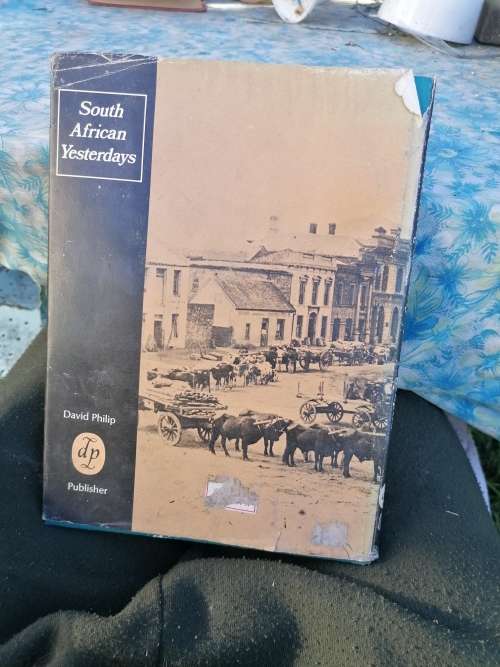 South
African
Yesterdays
David Philip
dp
Publisher